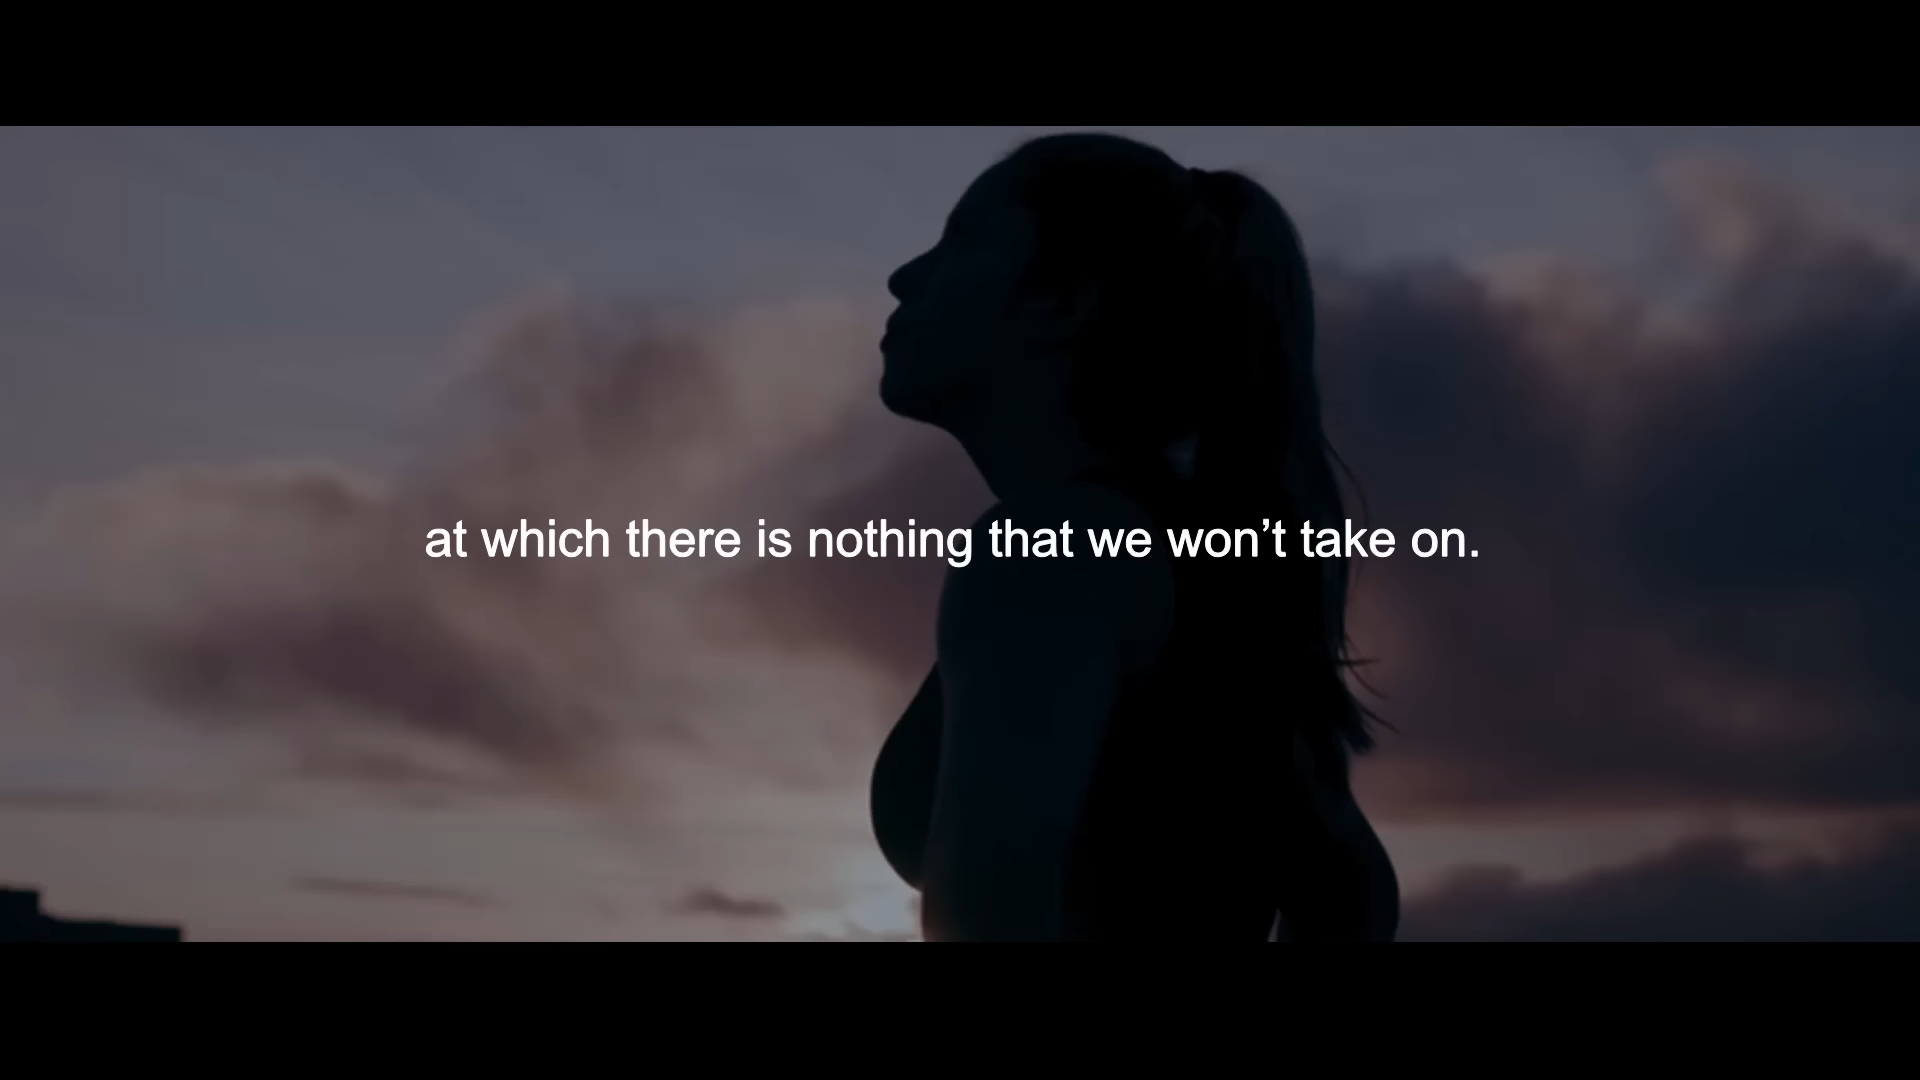 at which there is nothing that we won’t take on.